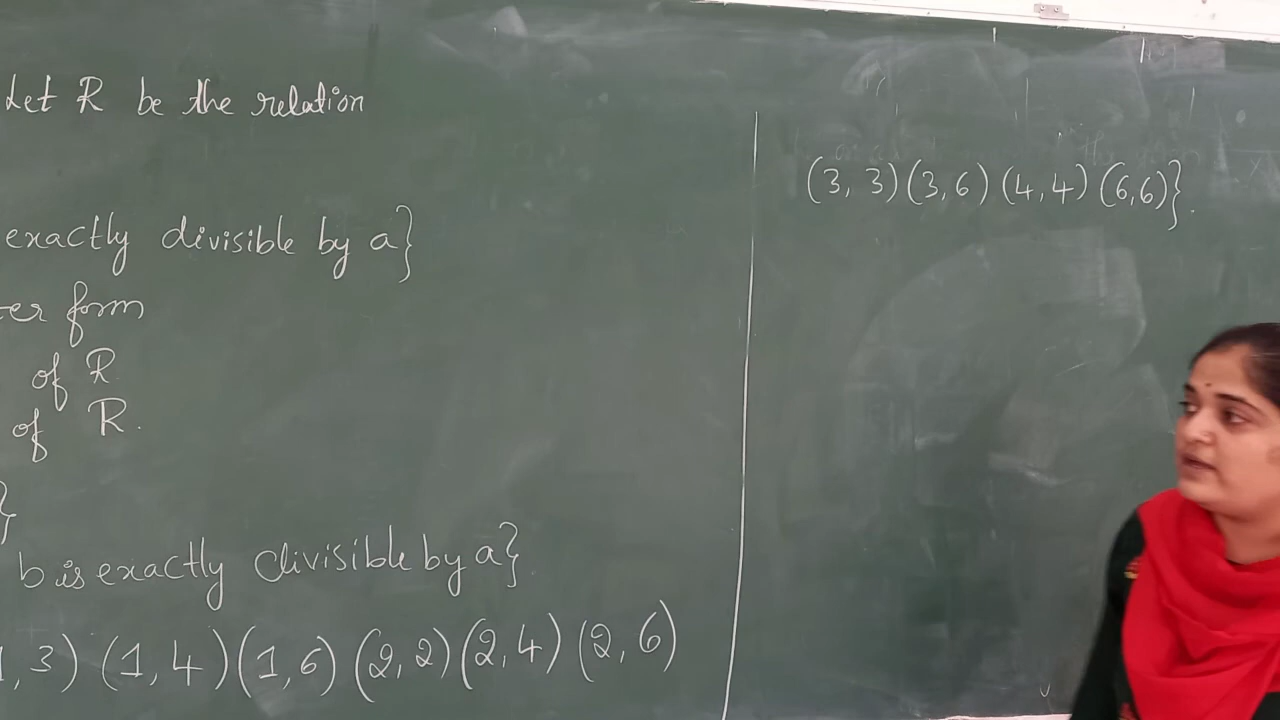 Let R be the relation
exactly divisible by a}
er form
of R
of R.
}
b is exactly divisible by a}.
, 3) (1, 4) (1, 6) (2, 2) (2, 4) (2, 6)
(3, 3) (3, 6) (4, 4) (6, 6)}.